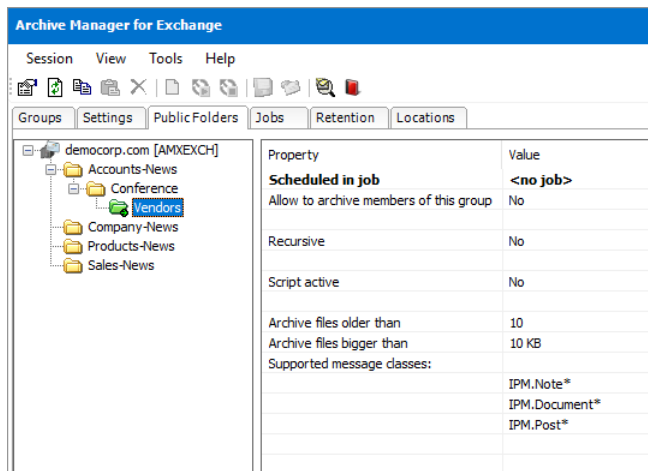 Archive Manager for Exchange
Session View Tools Help
Groups Settings Public Folders Jobs Retention Locations
democorp.com [AMXEXCH]
Accounts-News
Conference
Vendors
Company-News
Products-News
Sales-News
Property Value
Scheduled in job <no job>
Allow to archive members of this group No
Recursive No
Script active No
Archive files older than 10
Archive files bigger than 10 KB
Supported message classes:
IPM.Note*
IPM.Document*
IPM.Post*